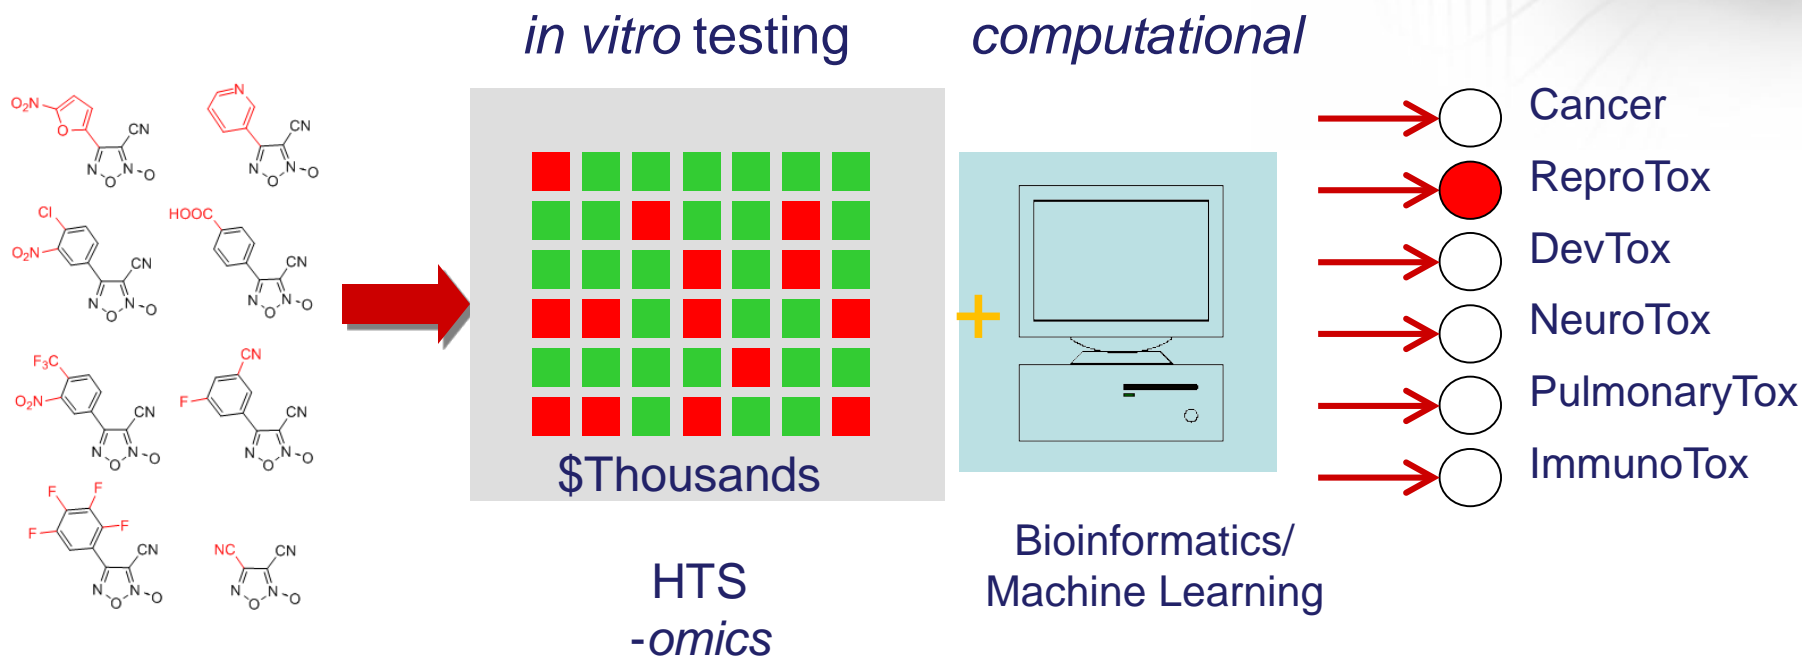 in vitro testing
computational
O₂N
O
CN
N
O
N
O
N
CN
N
O
N
O
Cl
O₂N
CN
N
O
N
O
HOOC
CN
N
O
N
O
F₃C
O₂N
CN
N
O
N
O
CN
F
CN
N
O
N
O
F
F
F
F
CN
N
O
N
O
NC
CN
N
O
N
O
$Thousands
HTS
-omics
+
Bioinformatics/
Machine Learning
Cancer
ReproTox
DevTox
NeuroTox
PulmonaryTox
ImmunoTox